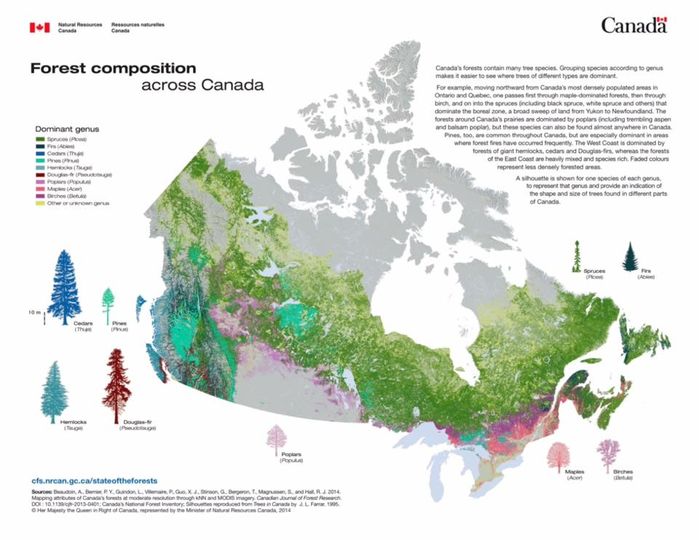 Natural Resources Canada
Ressources naturelles Canada
Canada
Forest composition
across Canada
Canada's forests contain many tree species. Grouping species according to genus
makes it easier to see where trees of different types are dominant.
For example, moving northward from Canada's most densely populated areas in
Ontario and Quebec, one passes first through maple-dominated forests, then through
birch, and on into the spruces (including black spruce, white spruce and others) that
dominate the boreal zone, a broad sweep of land from Yukon to Newfoundland. The
forests around Canada's prairies are dominated by poplars (including trembling aspen
and balsam poplar), but these species can also be found almost anywhere in Canada.
Pines, too, are common throughout Canada, but are especially dominant in areas
where forest fires have occurred frequently. The West Coast is dominated by
forests of giant hemlocks, cedars and Douglas-firs, whereas the forests
of the East Coast are heavily mixed and species rich. Faded colours
represent less densely forested areas.
A silhouette is shown for one species of each genus,
to represent that genus and provide an indication of
the shape and size of trees found in different parts
of Canada.
Dominant genus
Spruces (Picea)
Firs (Abies)
Cedars (Thuja)
Pines (Pinus)
Hemlocks (Tsuga)
Douglas-fir (Pseudotsuga)
Poplars (Populus)
Maples (Acer)
Birches (Betula)
Other or unknown genus
Spruces
(Picea)
Firs
(Abies)
10 m
Cedars
(Thuja)
Pines
(Pinus)
Hemlocks
(Tsuga)
Douglas-fir
(Pseudotsuga)
Poplars
(Populus)
Maples
(Acer)
Birches
(Betula)
cfs.nrcan.gc.ca/stateoftheforests
Sources: Beaudoin, A., Bernier, P. Y., Guindon, L., Villemaire, P., Guo, X. J., Stinson, G., Bergeron, T., Magnussen, S., and Hall, R. J. 2014.
Mapping attributes of Canada's forests at moderate resolution through kNN and MODIS imagery. Canadian Journal of Forest Research.
DOI : 10.1139/cjfr-2013-0401; Canada's National Forest Inventory; Silhouettes reproduced from Trees in Canada by J. L. Farrar, 1995.
© Her Majesty the Queen in Right of Canada, represented by the Minister of Natural Resources Canada, 2014